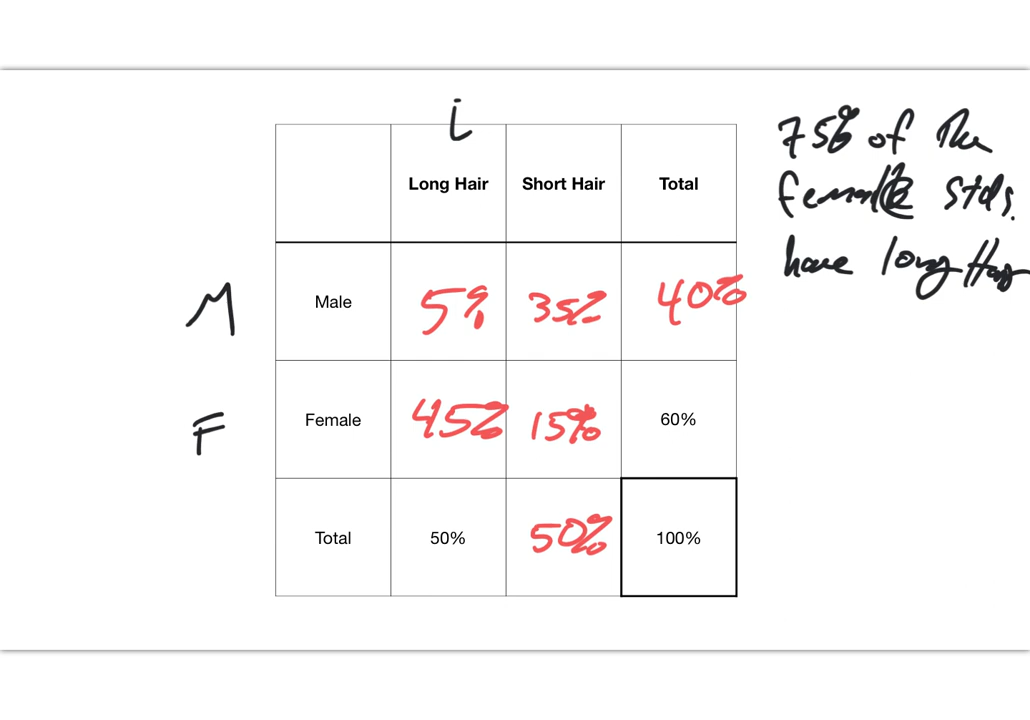 L
Long Hair Short Hair Total
M Male 5% 35% 40%
F Female 45% 15% 60%
Total 50% 50% 100%
75% of the
female stds.
have long Hair